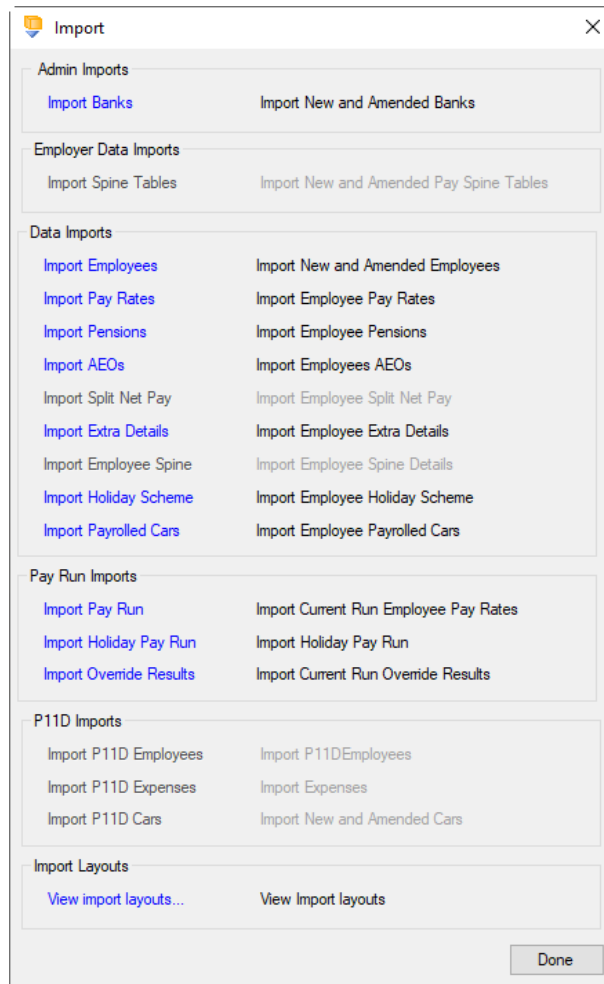 Import
Admin Imports
Import Banks Import New and Amended Banks
Employer Data Imports
Import Spine Tables Import New and Amended Pay Spine Tables
Data Imports
Import Employees Import New and Amended Employees
Import Pay Rates Import Employee Pay Rates
Import Pensions Import Employee Pensions
Import AEOs Import Employees AEOs
Import Split Net Pay Import Employee Split Net Pay
Import Extra Details Import Employee Extra Details
Import Employee Spine Import Employee Spine Details
Import Holiday Scheme Import Employee Holiday Scheme
Import Payrolled Cars Import Employee Payrolled Cars
Pay Run Imports
Import Pay Run Import Current Run Employee Pay Rates
Import Holiday Pay Run Import Holiday Pay Run
Import Override Results Import Current Run Override Results
P11D Imports
Import P11D Employees Import P11DEmployees
Import P11D Expenses Import Expenses
Import P11D Cars Import New and Amended Cars
Import Layouts
View import layouts... View Import layouts
Done